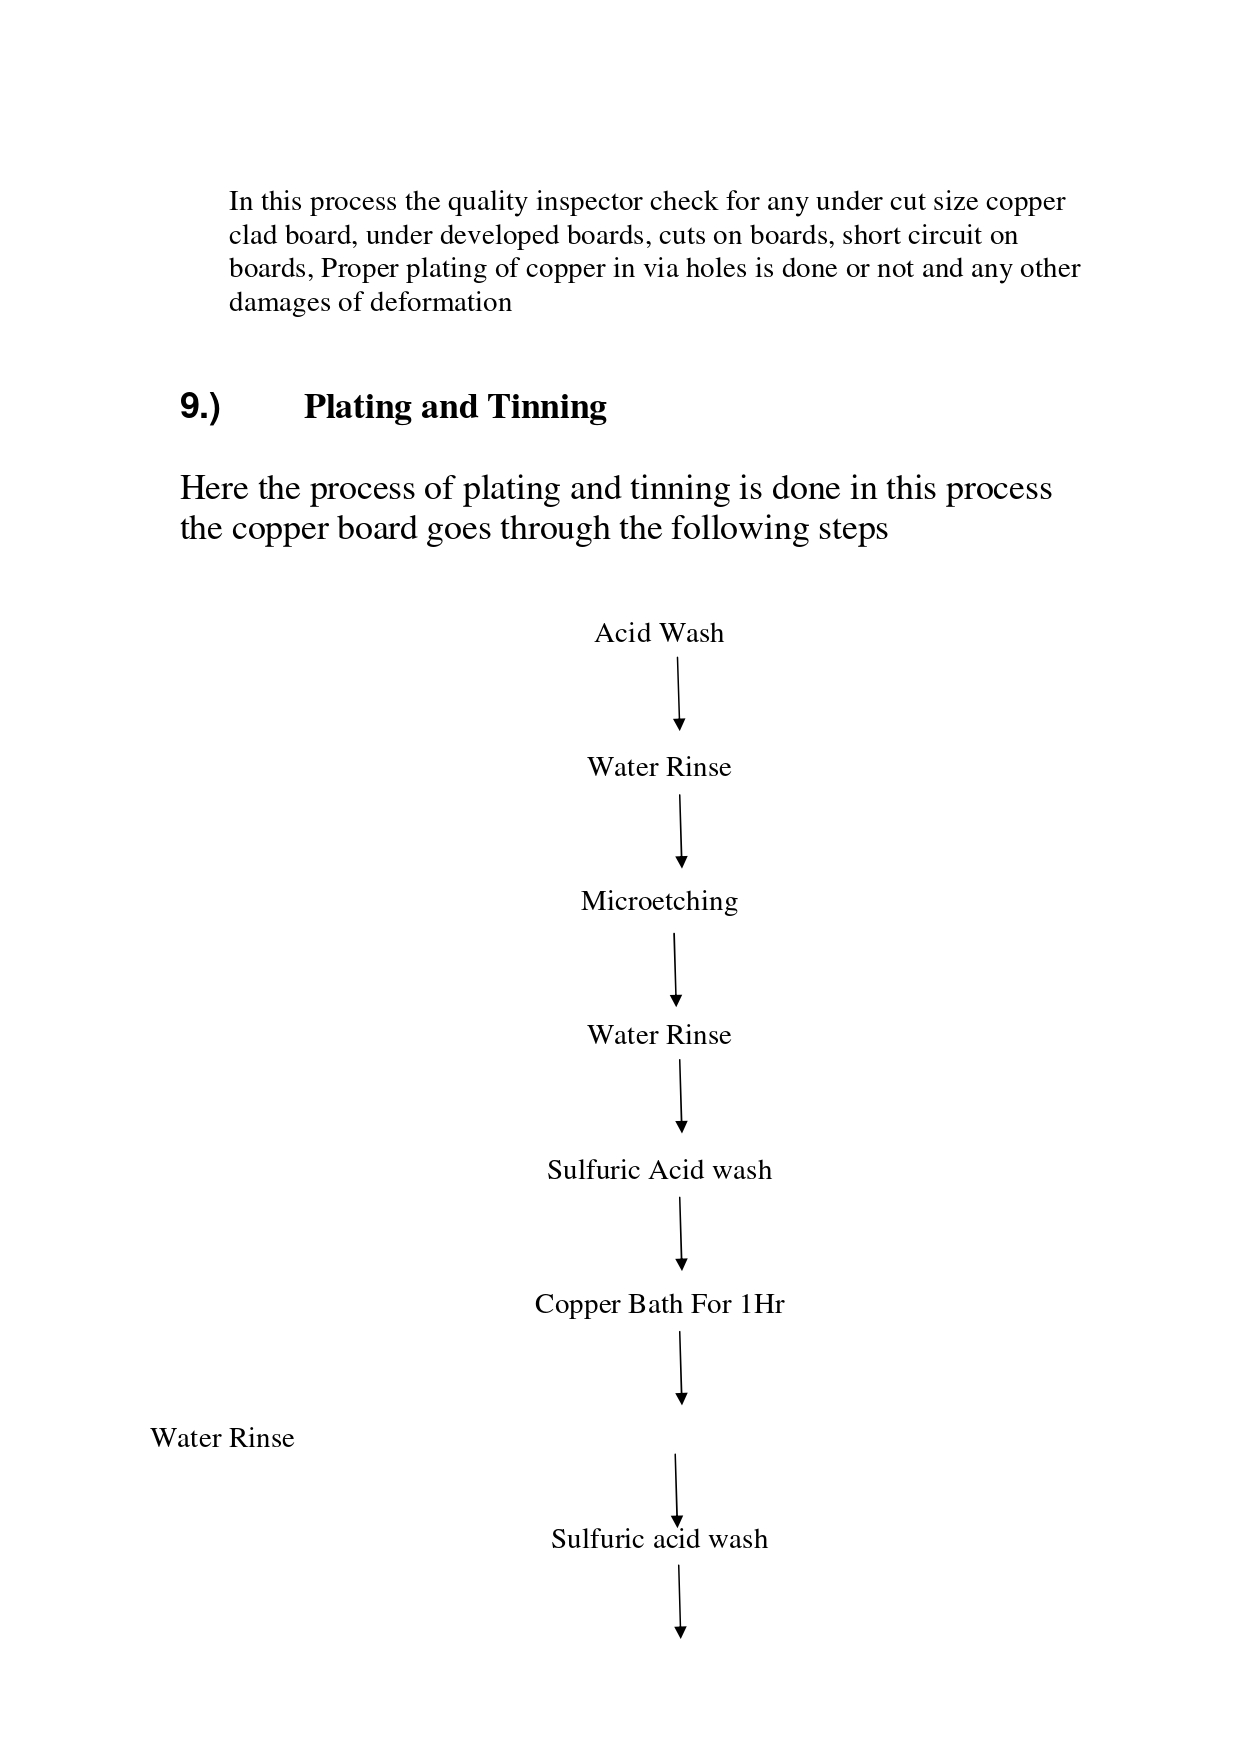 In this process the quality inspector check for any under cut size copper
clad board, under developed boards, cuts on boards, short circuit on
boards, Proper plating of copper in via holes is done or not and any other
damages of deformation
9.) Plating and Tinning
Here the process of plating and tinning is done in this process
the copper board goes through the following steps
Acid Wash
Water Rinse
Microetching
Water Rinse
Sulfuric Acid wash
Copper Bath For 1Hr
Water Rinse
Sulfuric acid wash